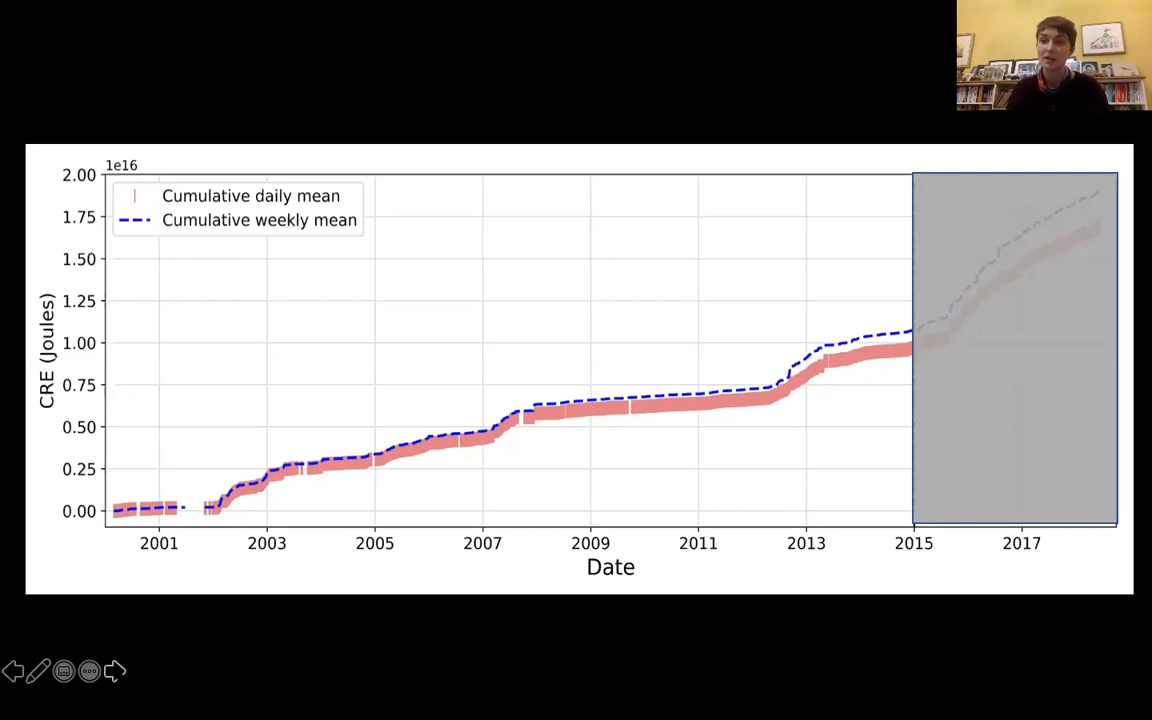 1e16
2.00
Cumulative daily mean
Cumulative weekly mean
1.75
1.50
1.25
1.00
0.75
0.50
0.25
0.00
CRE (Joules)
2001 2003 2005 2007 2009 2011 2013 2015 2017
Date